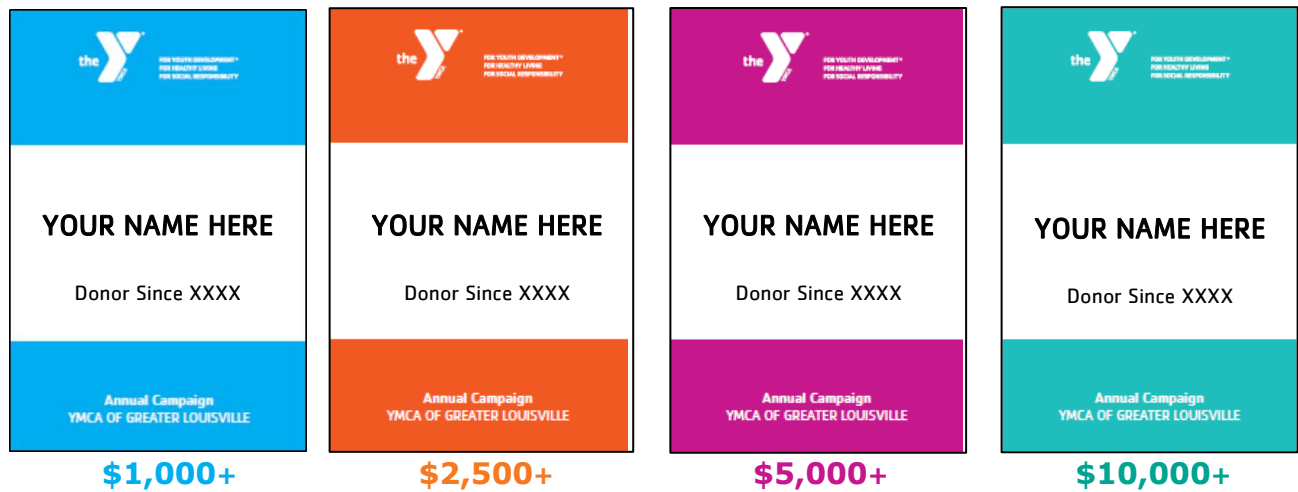 the
YMCA
FOR YOUTH DEVELOPMENT®
FOR HEALTHY LIVING
FOR SOCIAL RESPONSIBILITY
YOUR NAME HERE
Donor Since XXXX
Annual Campaign
YMCA OF GREATER LOUISVILLE
$1,000+
the
YMCA
FOR YOUTH DEVELOPMENT®
FOR HEALTHY LIVING
FOR SOCIAL RESPONSIBILITY
YOUR NAME HERE
Donor Since XXXX
Annual Campaign
YMCA OF GREATER LOUISVILLE
$2,500+
the
YMCA
FOR YOUTH DEVELOPMENT®
FOR HEALTHY LIVING
FOR SOCIAL RESPONSIBILITY
YOUR NAME HERE
Donor Since XXXX
Annual Campaign
YMCA OF GREATER LOUISVILLE
$5,000+
the
YMCA
FOR YOUTH DEVELOPMENT®
FOR HEALTHY LIVING
FOR SOCIAL RESPONSIBILITY
YOUR NAME HERE
Donor Since XXXX
Annual Campaign
YMCA OF GREATER LOUISVILLE
$10,000+